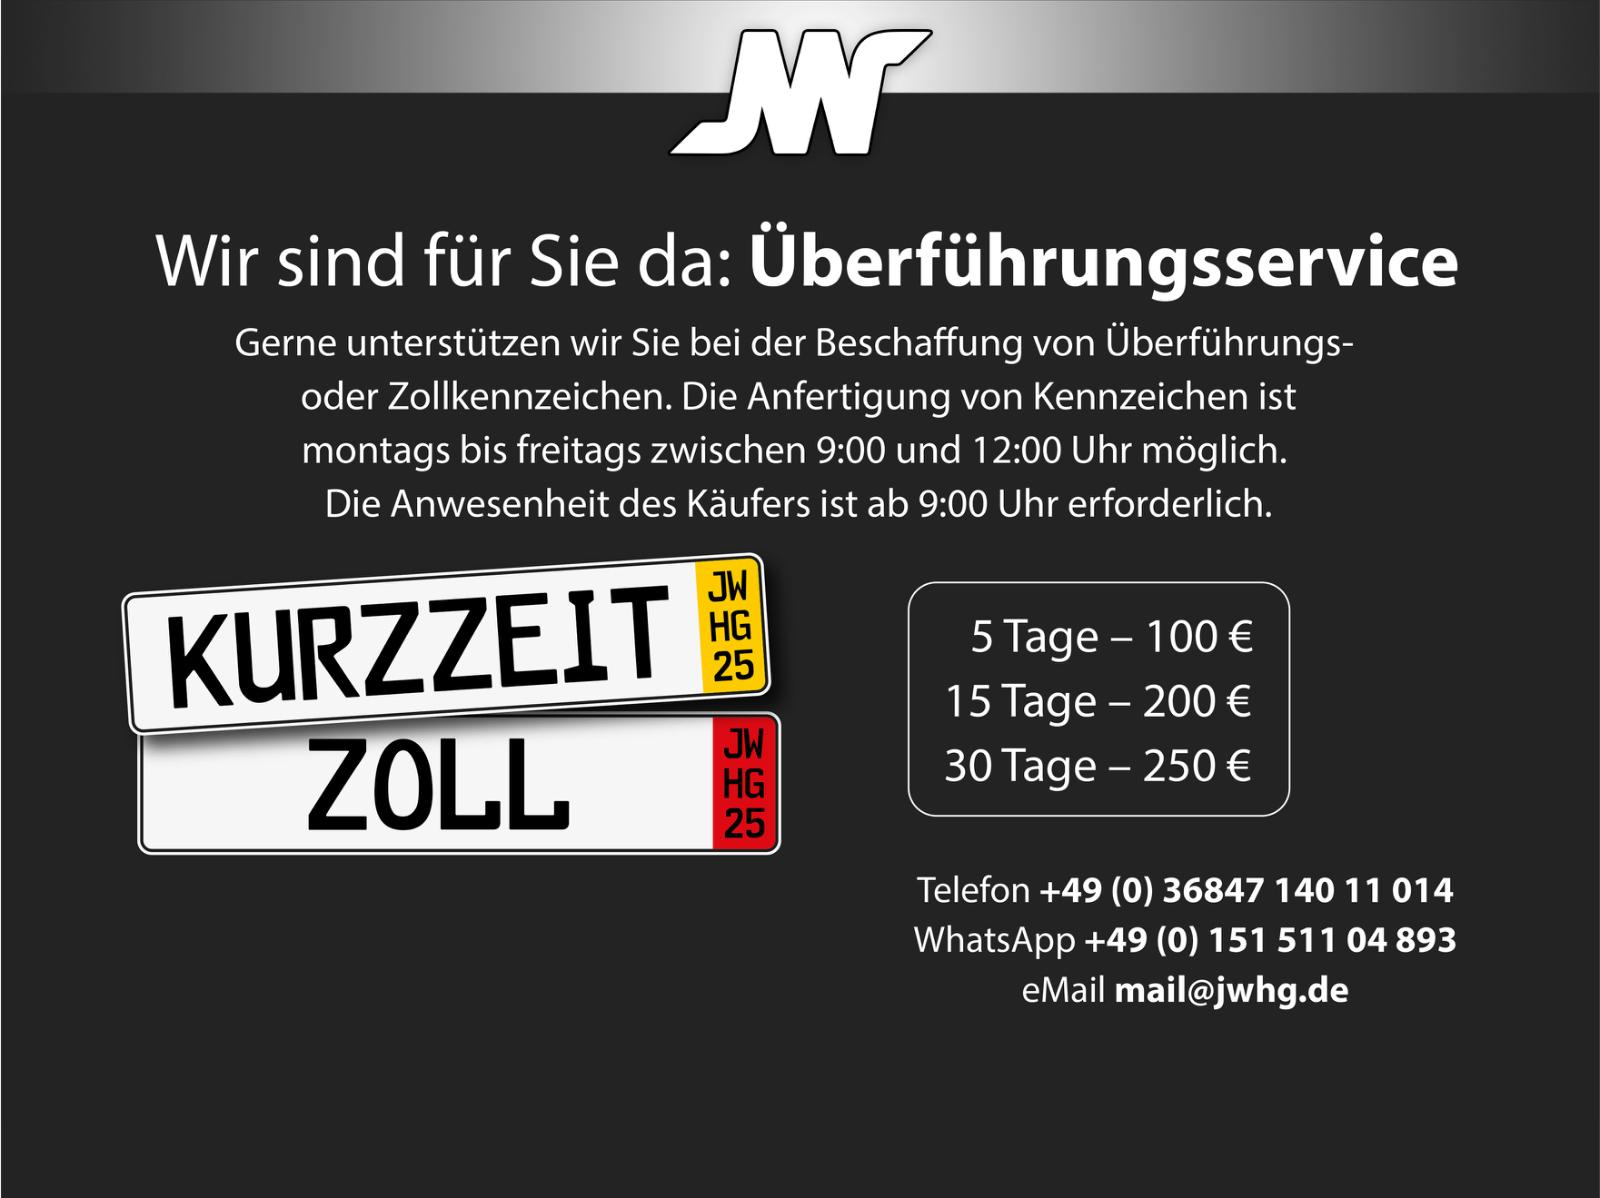 JW
Wir sind für Sie da: Überführungsservice
Gerne unterstützen wir Sie bei der Beschaffung von Überführungs-
oder Zollkennzeichen. Die Anfertigung von Kennzeichen ist
montags bis freitags zwischen 9:00 und 12:00 Uhr möglich.
Die Anwesenheit des Käufers ist ab 9:00 Uhr erforderlich.
KURZZEIT
JW
HG
25
ZOLL
JW
HG
25
5 Tage – 100 €
15 Tage – 200 €
30 Tage – 250 €
Telefon +49 (0) 36847 140 11 014
WhatsApp +49 (0) 151 511 04 893
eMail mail@jwhg.de